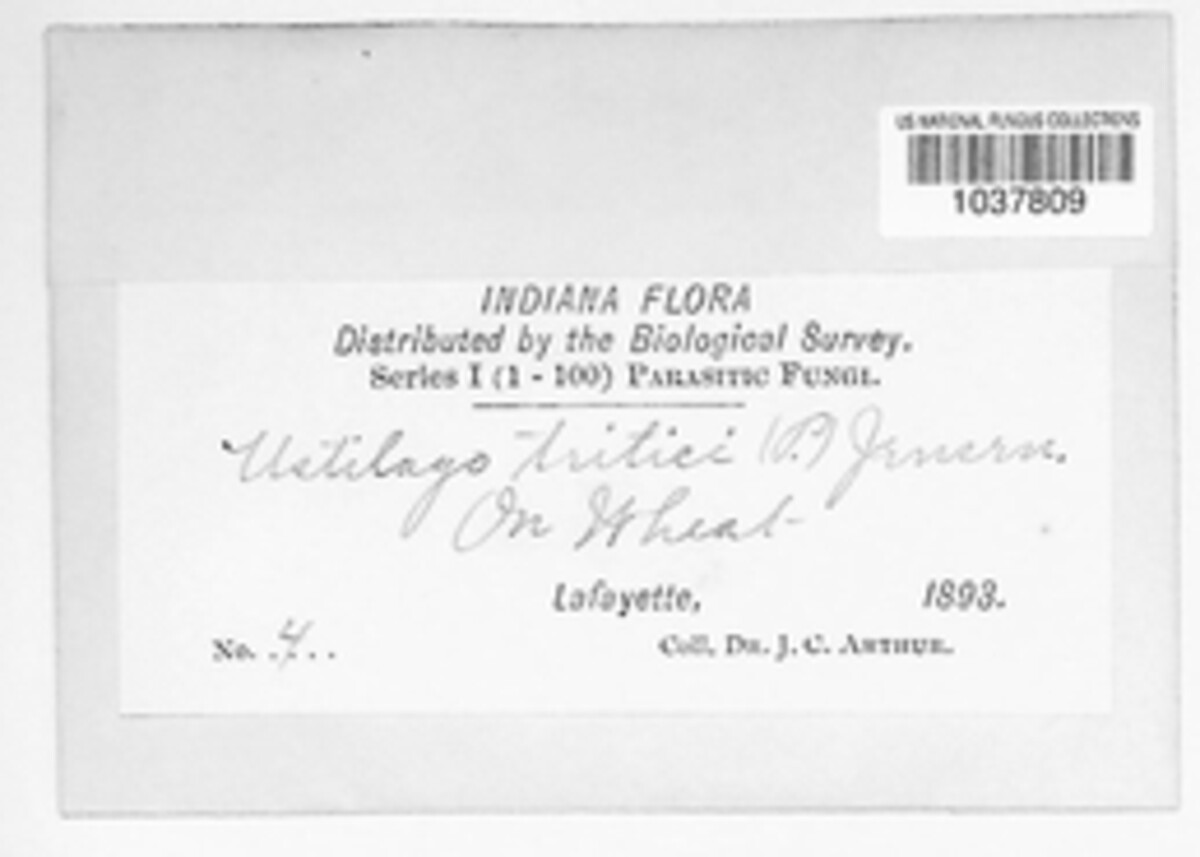 US NATIONAL FUNGUS COLLECTIONS
1037809
INDIANA FLORA
Distributed by the Biological Survey.
Series I (1 - 100) PARASITIC FUNGI.
Ustilago tritici (P.) Jensen.
On Wheat
Lafayette, 1893.
No. .4... Coll, DR. J. C. ARTHUR.